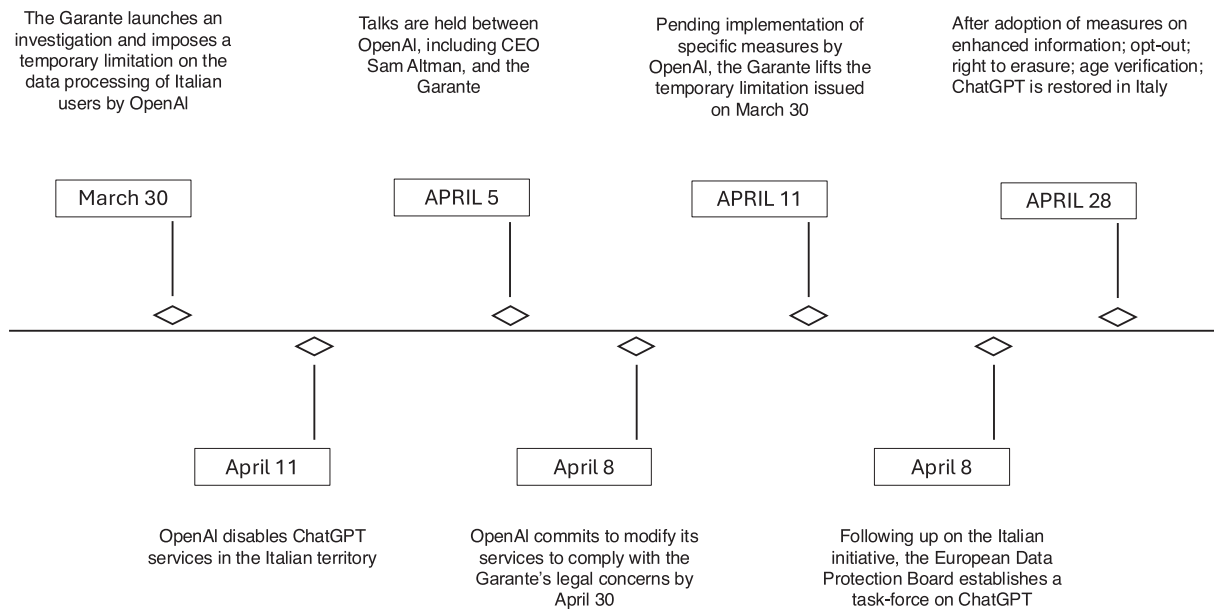 The Garante launches an
investigation and imposes a
temporary limitation on the
data processing of Italian
users by OpenAI
Talks are held between
OpenAI, including CEO
Sam Altman, and the
Garante
Pending implementation of
specific measures by
OpenAI, the Garante lifts the
temporary limitation issued
on March 30
After adoption of measures on
enhanced information; opt-out;
right to erasure; age verification;
ChatGPT is restored in Italy
March 30
APRIL 5
APRIL 11
APRIL 28
April 11
April 8
April 8
OpenAI disables ChatGPT
services in the Italian territory
OpenAI commits to modify its
services to comply with the
Garante's legal concerns by
April 30
Following up on the Italian
initiative, the European Data
Protection Board establishes a
task-force on ChatGPT